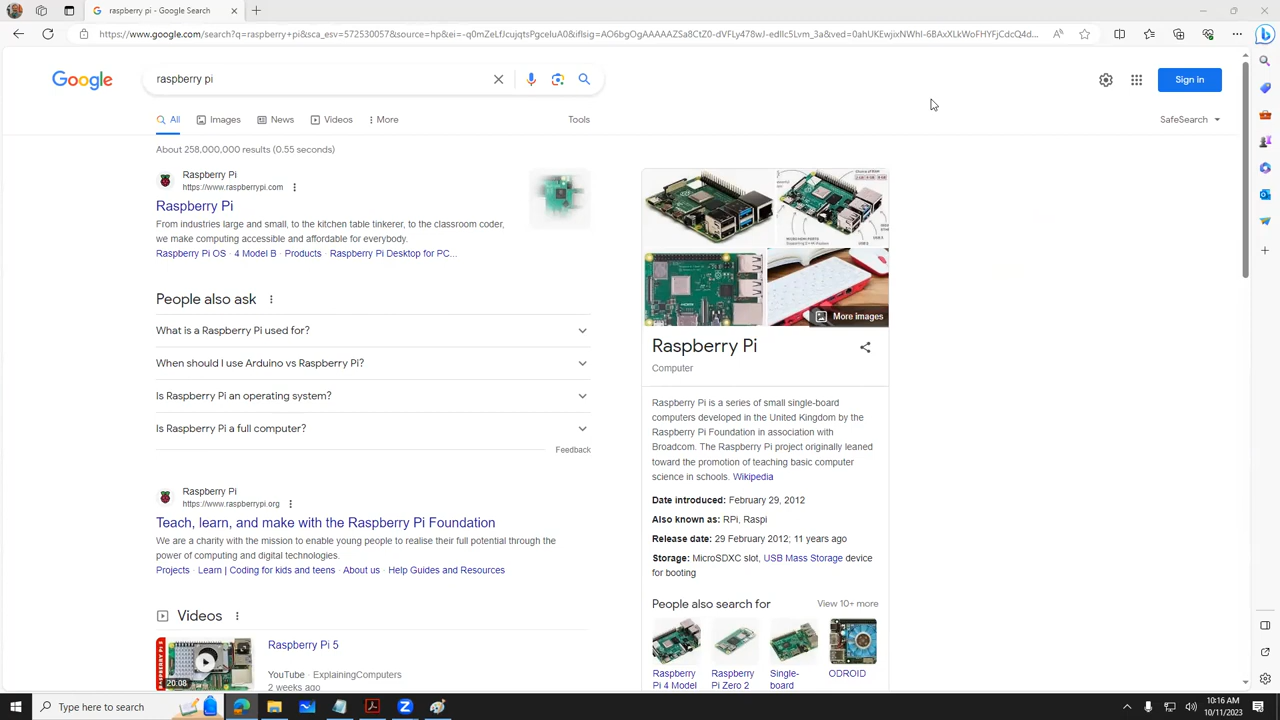 raspberry pi - Google Search
https://www.google.com/search?q=raspberry+pi&sca_esv=572530057&source=hp&ei=-q0mZeLfJcujqtsPgceIuA0&iflsig=AO6bgOgAAAAAZSa8CtZ0-dVFLy478wJ-edIlc5Lvm_3a&ved=0ahUKEwjixNWhl-6BAxXLkWoFHYFjCdcQ4d...
Google
raspberry pi
Sign in
All
Images
News
Videos
More
Tools
SafeSearch
About 258,000,000 results (0.55 seconds)
Raspberry Pi
https://www.raspberrypi.com
Raspberry Pi
From industries large and small, to the kitchen table tinkerer, to the classroom coder,
we make computing accessible and affordable for everybody.
Raspberry Pi OS · 4 Model B · Products · Raspberry Pi Desktop for PC...
People also ask
What is a Raspberry Pi used for?
When should I use Arduino vs Raspberry Pi?
Is Raspberry Pi an operating system?
Is Raspberry Pi a full computer?
Feedback
Raspberry Pi
https://www.raspberrypi.org
Teach, learn, and make with the Raspberry Pi Foundation
We are a charity with the mission to enable young people to realise their full potential through the
power of computing and digital technologies.
Projects · Learn | Coding for kids and teens · About us · Help Guides and Resources
Videos
20:08
Raspberry Pi 5
YouTube · ExplainingComputers
2 weeks ago
More images
Raspberry Pi
Computer
Raspberry Pi is a series of small single-board
computers developed in the United Kingdom by the
Raspberry Pi Foundation in association with
Broadcom. The Raspberry Pi project originally leaned
toward the promotion of teaching basic computer
science in schools. Wikipedia
Date introduced: February 29, 2012
Also known as: RPi, Raspi
Release date: 29 February 2012; 11 years ago
Storage: MicroSDXC slot, USB Mass Storage device
for booting
People also search for
View 10+ more
Raspberry
Pi 4 Model
Raspberry
Pi Zero 2
Single-
board
ODROID
Type here to search
10:16 AM
10/11/2023